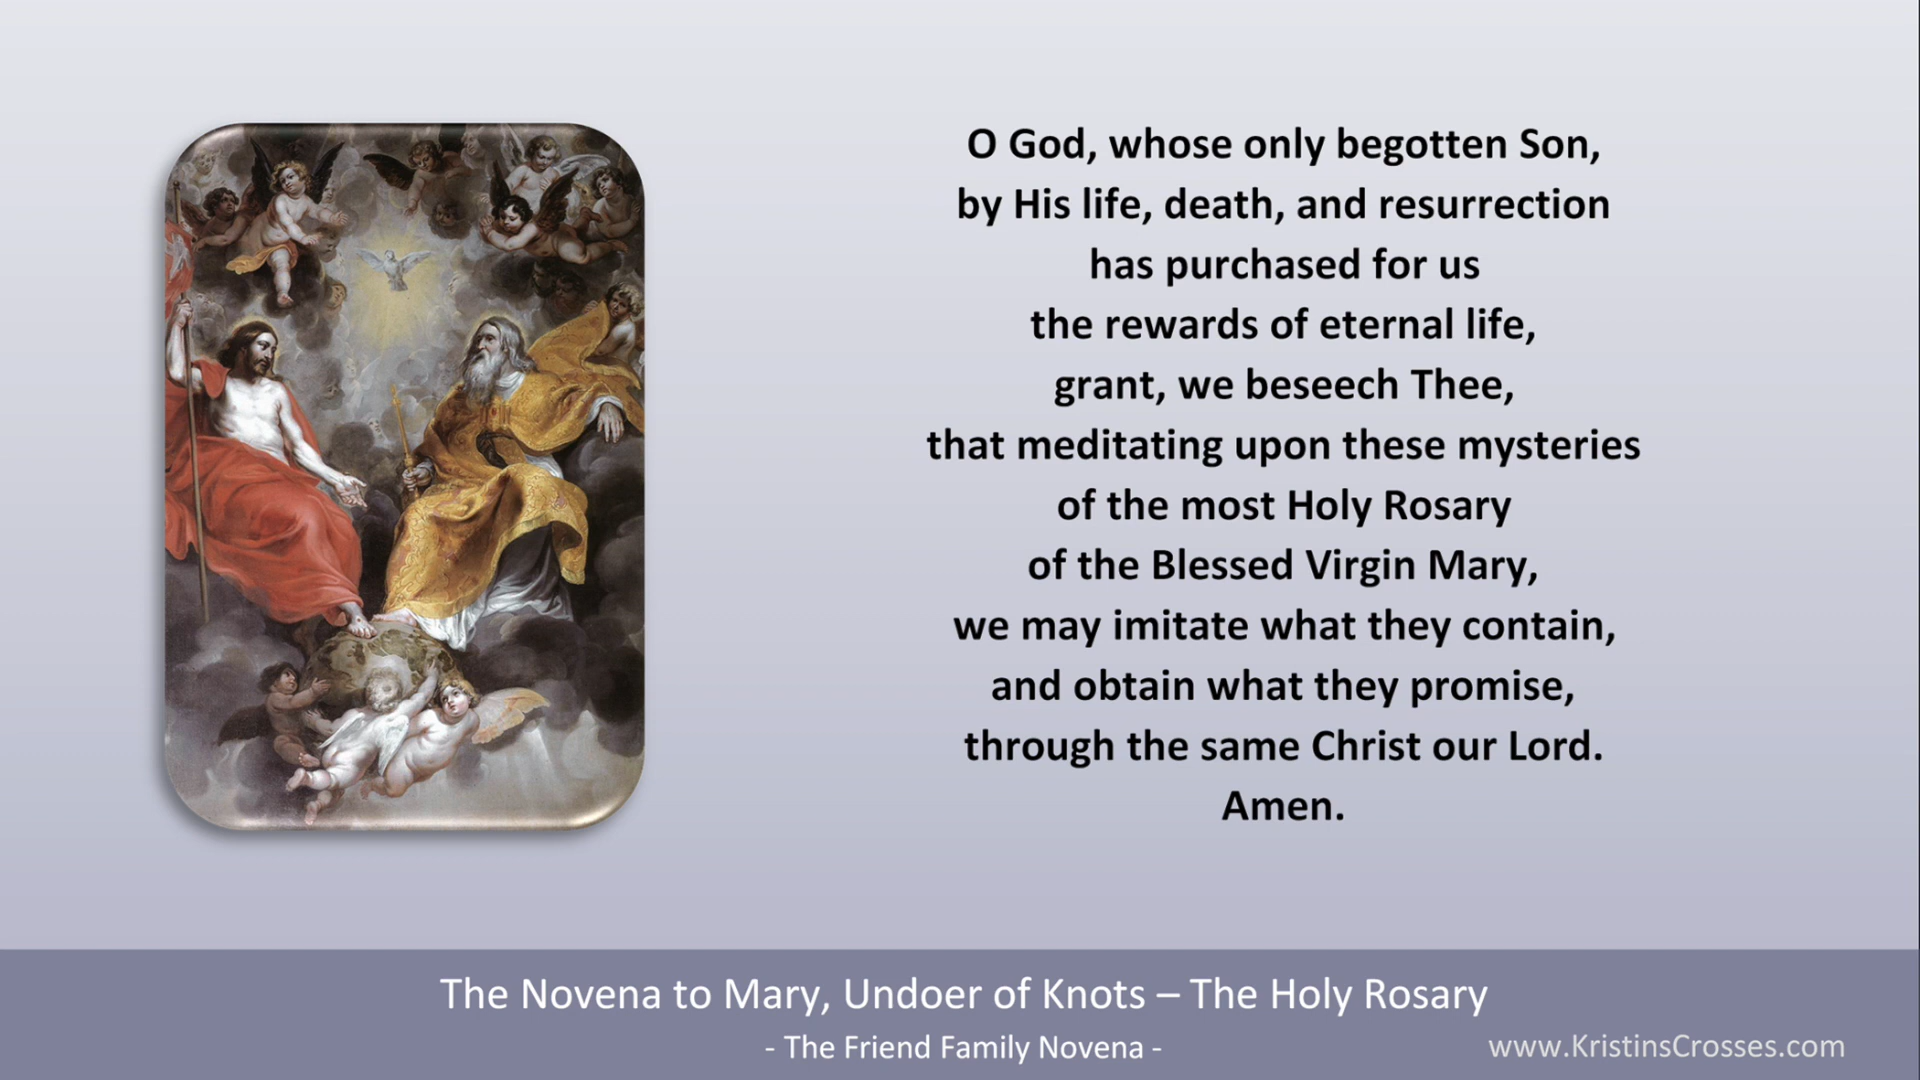 O God, whose only begotten Son,
by His life, death, and resurrection
has purchased for us
the rewards of eternal life,
grant, we beseech Thee,
that meditating upon these mysteries
of the most Holy Rosary
of the Blessed Virgin Mary,
we may imitate what they contain,
and obtain what they promise,
through the same Christ our Lord.
Amen.
The Novena to Mary, Undoer of Knots – The Holy Rosary
- The Friend Family Novena -
www.KristinsCrosses.com